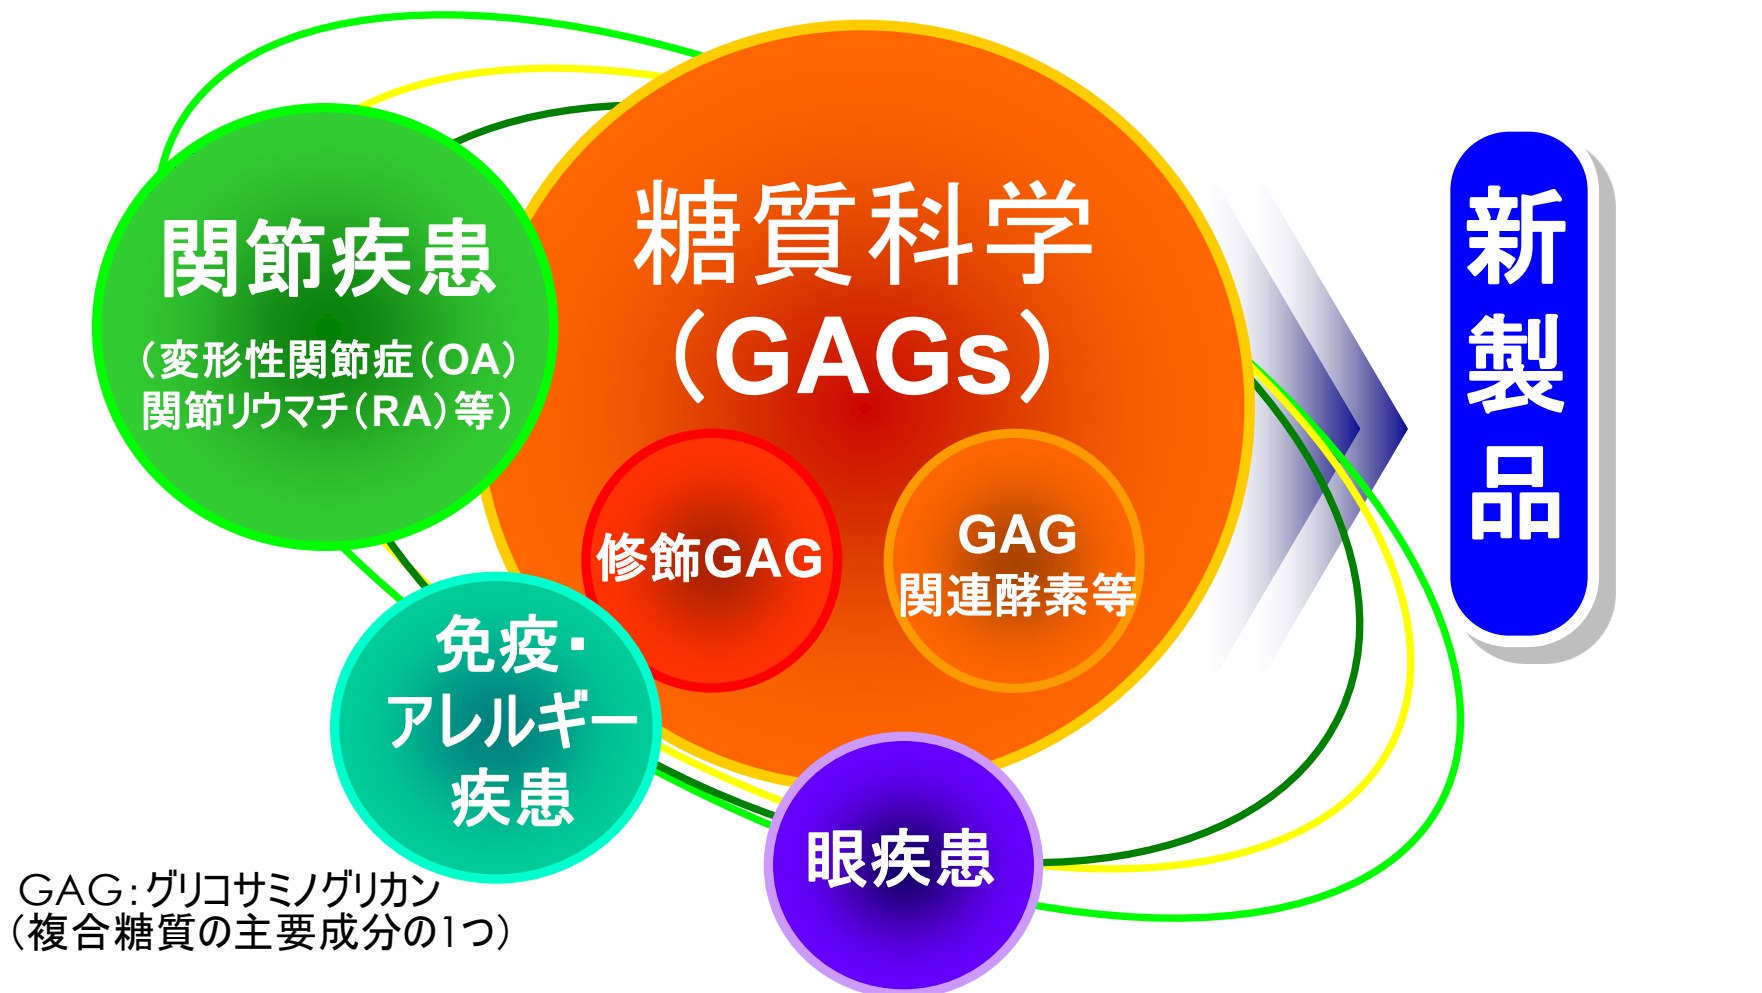 糖質科学
（GAGs）
関節疾患
（変形性関節症（OA）
関節リウマチ（RA）等）
修飾GAG
GAG
関連酵素等
免疫・
アレルギー
疾患
眼疾患
新製品
GAG：グリコサミノグリカン
（複合糖質の主要成分の1つ）